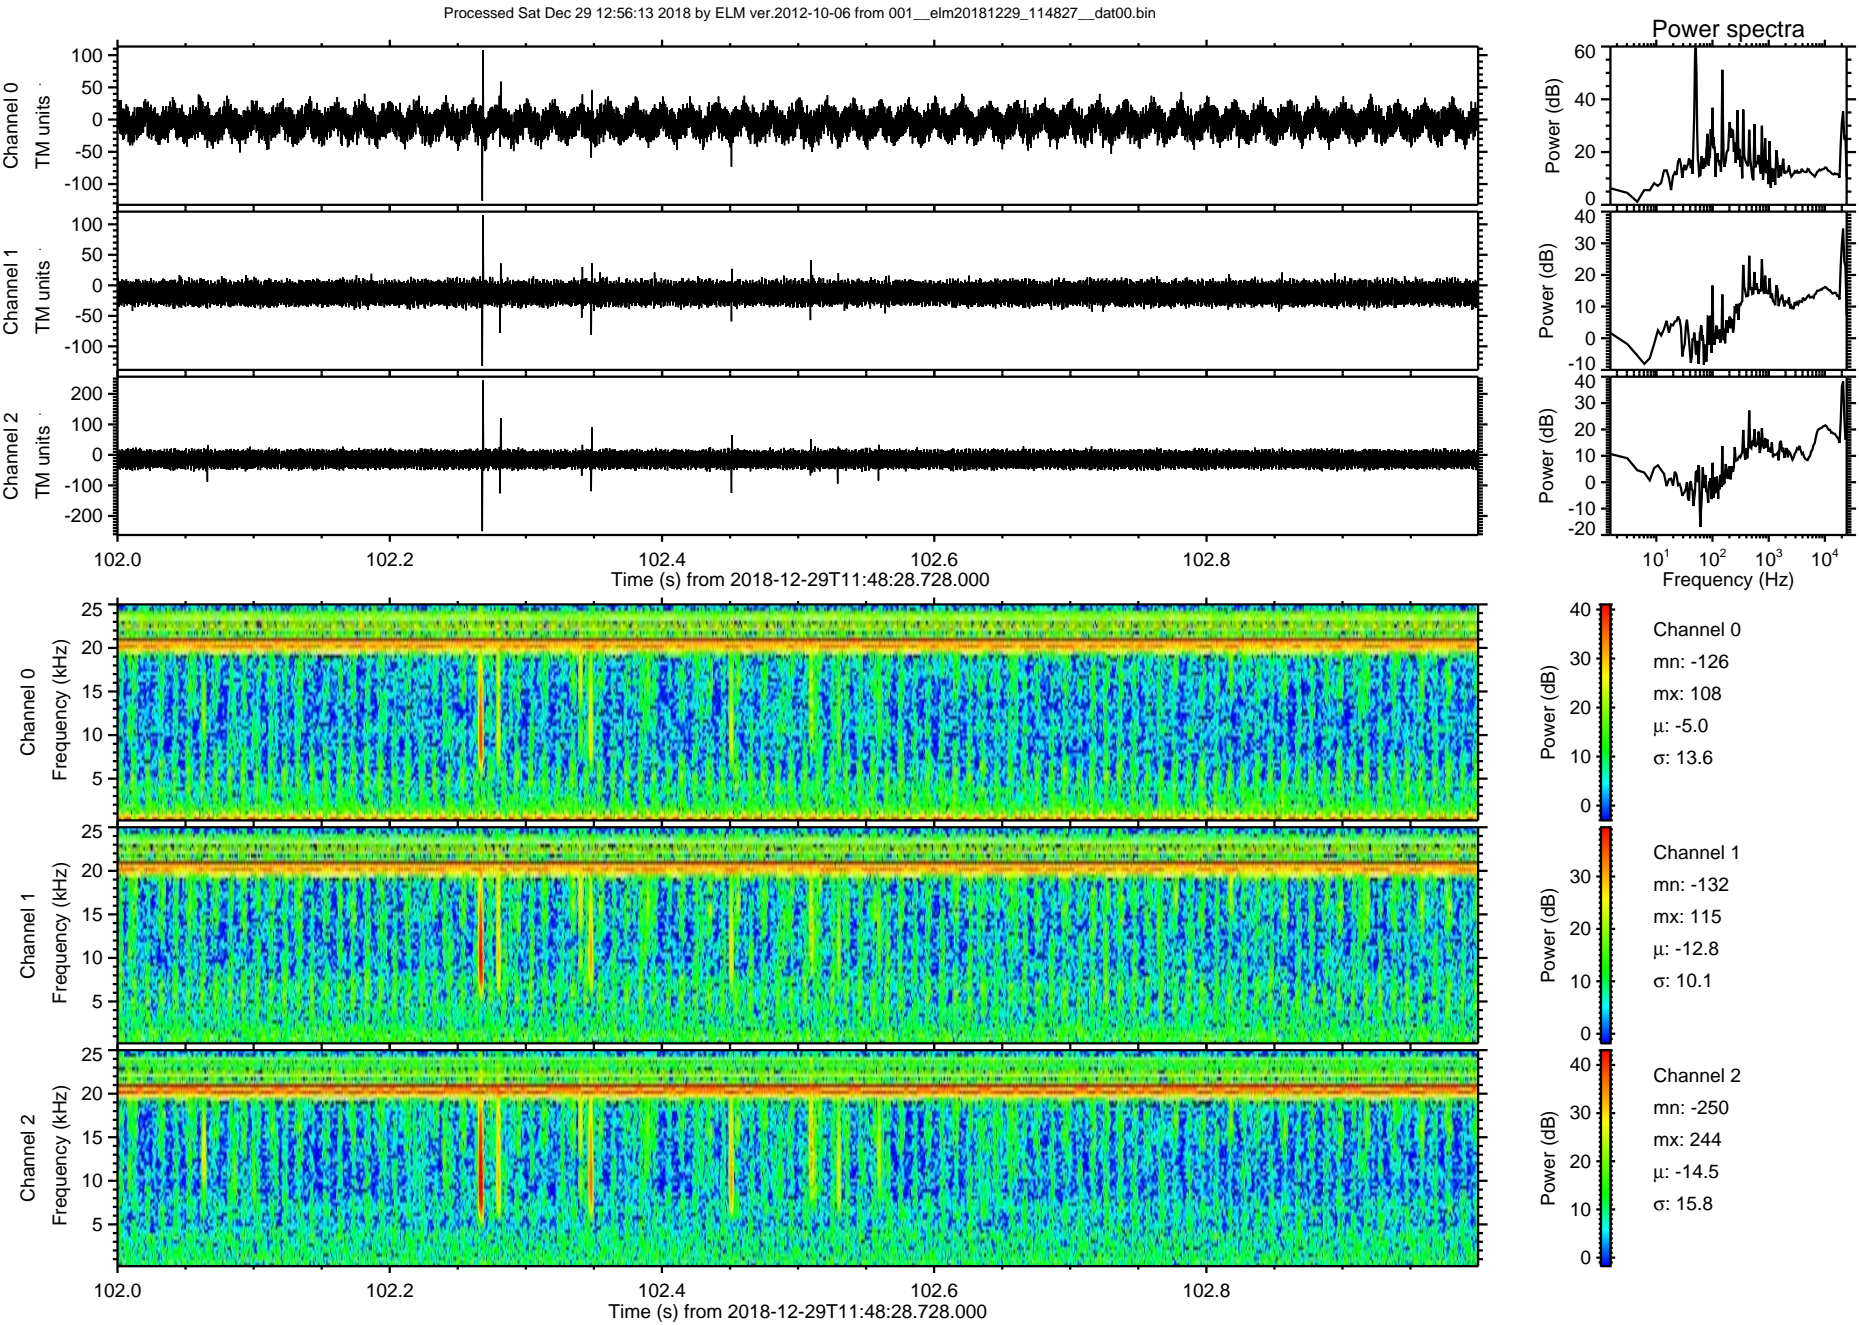 Processed Sat Dec 29 12:56:13 2018 by ELM ver.2012-10-06 from 001__elm20181229_114827__dat00.bin
Power spectra
Channel 0
TM units
100
50
0
-50
-100
Power (dB)
60
40
20
0
Channel 1
TM units
100
50
0
-50
-100
Power (dB)
40
30
20
10
0
-10
Channel 2
TM units
200
100
0
-100
-200
Power (dB)
40
30
20
10
0
-10
-20
102.0 102.2 102.4 102.6 102.8
Time (s) from 2018-12-29T11:48:28.728.000
10¹ 10² 10³ 10⁴
Frequency (Hz)
Channel 0
Frequency (kHz)
25
20
15
10
5
Power (dB)
40
30
20
10
0
Channel 0
mn: -126
mx: 108
μ: -5.0
σ: 13.6
Channel 1
Frequency (kHz)
25
20
15
10
5
Power (dB)
30
20
10
0
Channel 1
mn: -132
mx: 115
μ: -12.8
σ: 10.1
Channel 2
Frequency (kHz)
25
20
15
10
5
Power (dB)
40
30
20
10
0
Channel 2
mn: -250
mx: 244
μ: -14.5
σ: 15.8
102.0 102.2 102.4 102.6 102.8
Time (s) from 2018-12-29T11:48:28.728.000